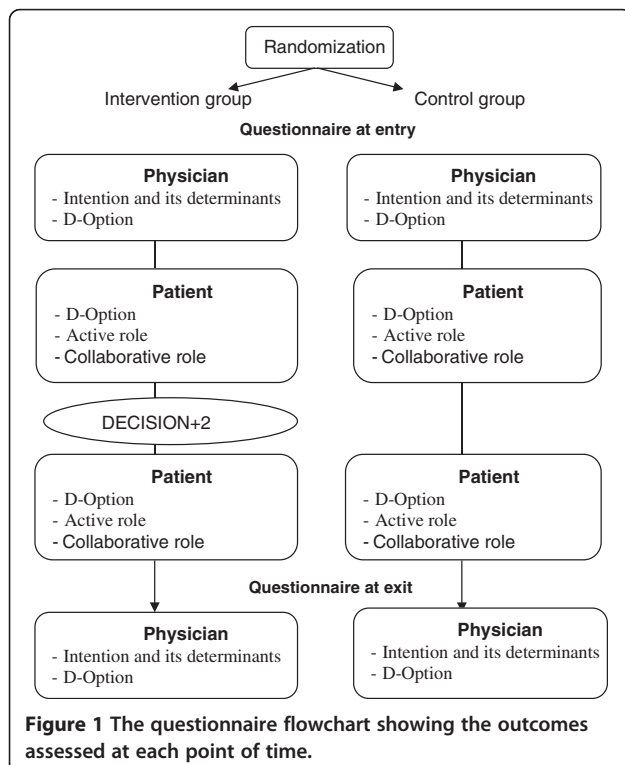 Randomization
Intervention group
Control group
Questionnaire at entry
Physician
- Intention and its determinants
- D-Option
Physician
- Intention and its determinants
- D-Option
Patient
- D-Option
- Active role
- Collaborative role
Patient
- D-Option
- Active role
- Collaborative role
DECISION+2
Patient
- D-Option
- Active role
- Collaborative role
Patient
- D-Option
- Active role
- Collaborative role
Questionnaire at exit
Physician
- Intention and its determinants
- D-Option
Physician
- Intention and its determinants
- D-Option
Figure 1 The questionnaire flowchart showing the outcomes
assessed at each point of time.